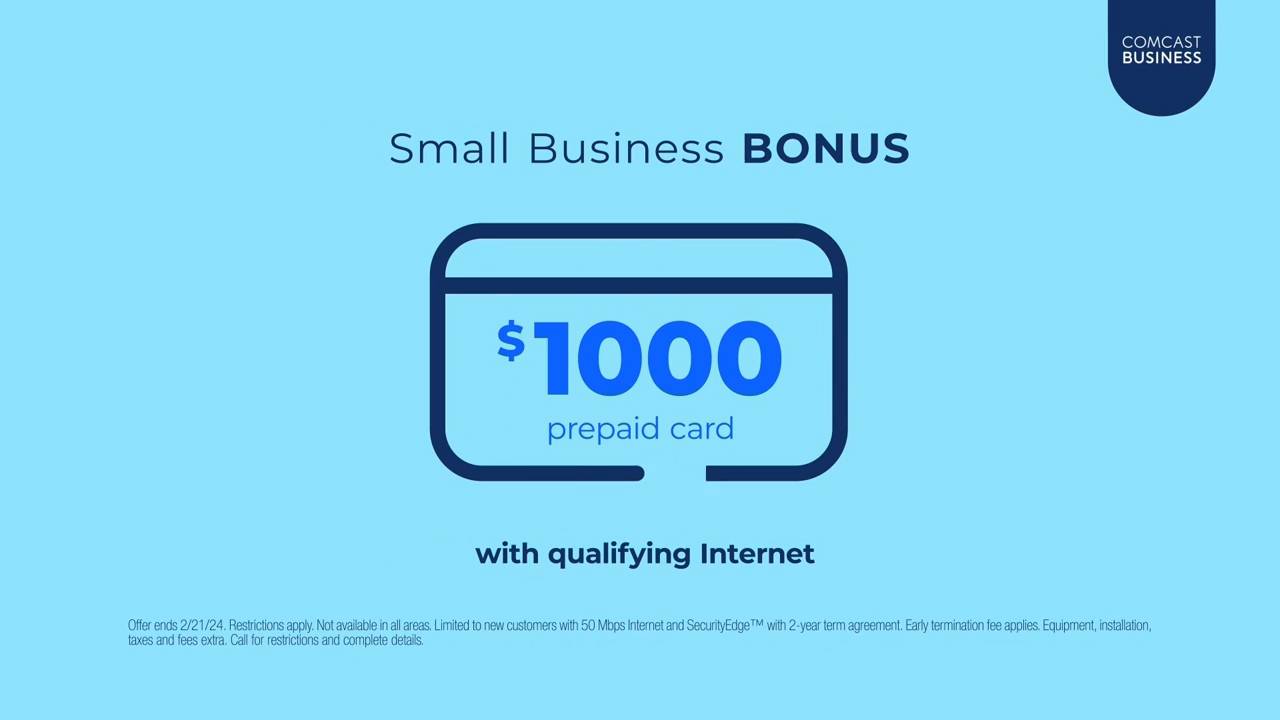 COMCAST
BUSINESS
Small Business BONUS
$1000
prepaid card
with qualifying Internet
Offer ends 2/21/24. Restrictions apply. Not available in all areas. Limited to new customers with 50 Mbps Internet and SecurityEdge™ with 2-year term agreement. Early termination fee applies. Equipment, installation,
taxes and fees extra. Call for restrictions and complete details.